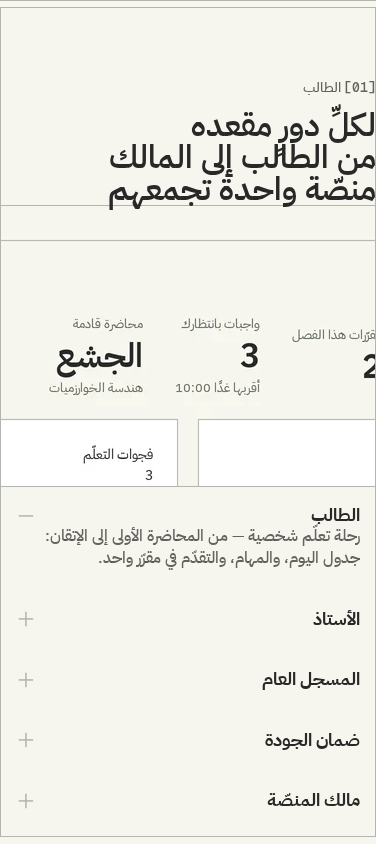 [01] الطالب
لكلِّ دورٍ مقعده
من الطالب إلى المالك
منصّة واحدة تجمعهم
واجبات بانتظارك
3
أقربها غدًا 10:00
محاضرة قادمة
الجشع
هندسة الخوارزميات
هذا الفصل
2
فجوات التعلّم
3
الطالب
رحلة تعلّم شخصية — من المحاضرة الأولى إلى الإتقان:
جدول اليوم، والمهام، والتقدّم في مقرّر واحد.
الأستاذ
المسجل العام
ضمان الجودة
مالك المنصّة